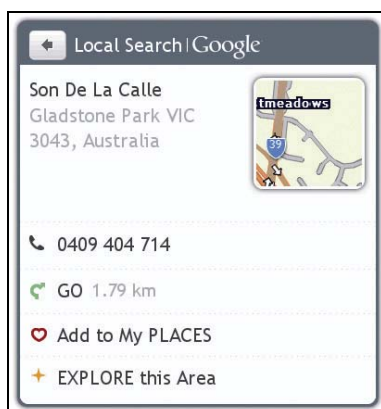 Local Search|Google
Son De La Calle
Gladstone Park VIC
3043, Australia
tmeadows
39
0409 404 714
GO 1.79 km
Add to My PLACES
EXPLORE this Area